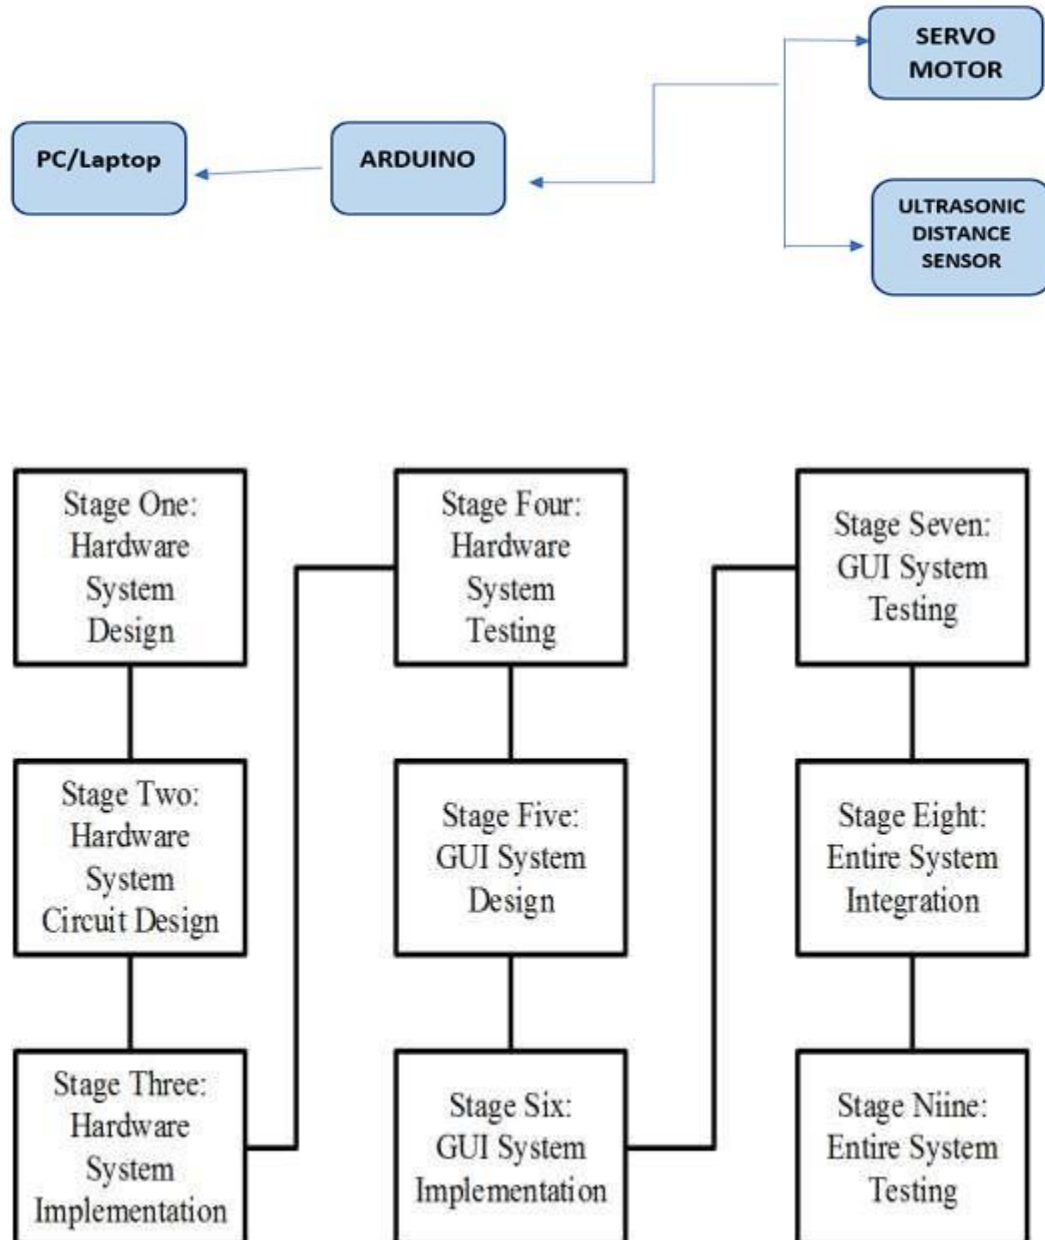 SERVO
MOTOR
PC/Laptop
ARDUINO
ULTRASONIC
DISTANCE
SENSOR
Stage One:
Hardware
System
Design
Stage Two:
Hardware
System
Circuit Design
Stage Three:
Hardware
System
Implementation
Stage Four:
Hardware
System
Testing
Stage Five:
GUI System
Design
Stage Six:
GUI System
Implementation
Stage Seven:
GUI System
Testing
Stage Eight:
Entire System
Integration
Stage Niine:
Entire System
Testing